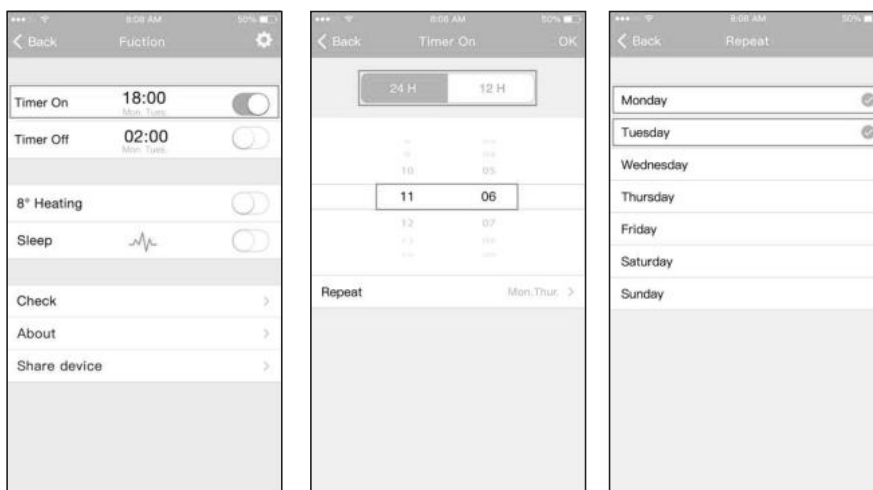 8:08 AM 50%
Back Fuction
Timer On 18:00
Mon. Tues.
Timer Off 02:00
Mon. Tues.
8° Heating
Sleep
Check
About
Share device
8:08 AM 50%
Back Timer On OK
24 H 12 H
10 05
11 06
12 07
Repeat Mon.Thur.
8:08 AM 50%
Back Repeat
Monday
Tuesday
Wednesday
Thursday
Friday
Saturday
Sunday